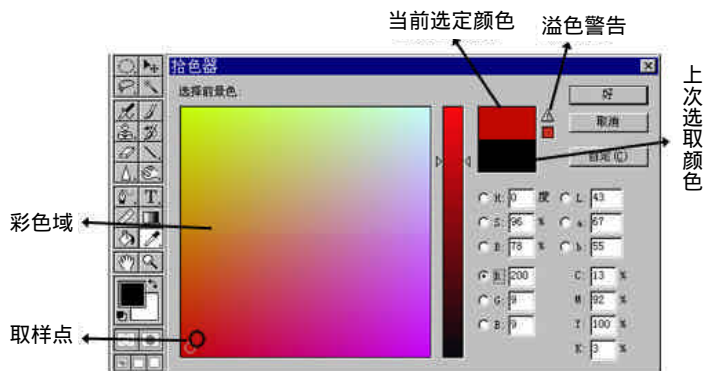 当前选定颜色
溢色警告
拾色器
选择前景色:
好
取消
自定(C)
上次选取颜色
彩色域
取样点
T
H: 0 度 L: 43
S: 96 % a: 67
B: 78 % b: 55
R: 200 C: 13 %
G: 9 M: 92 %
B: 9 Y: 100 %
K: 3 %